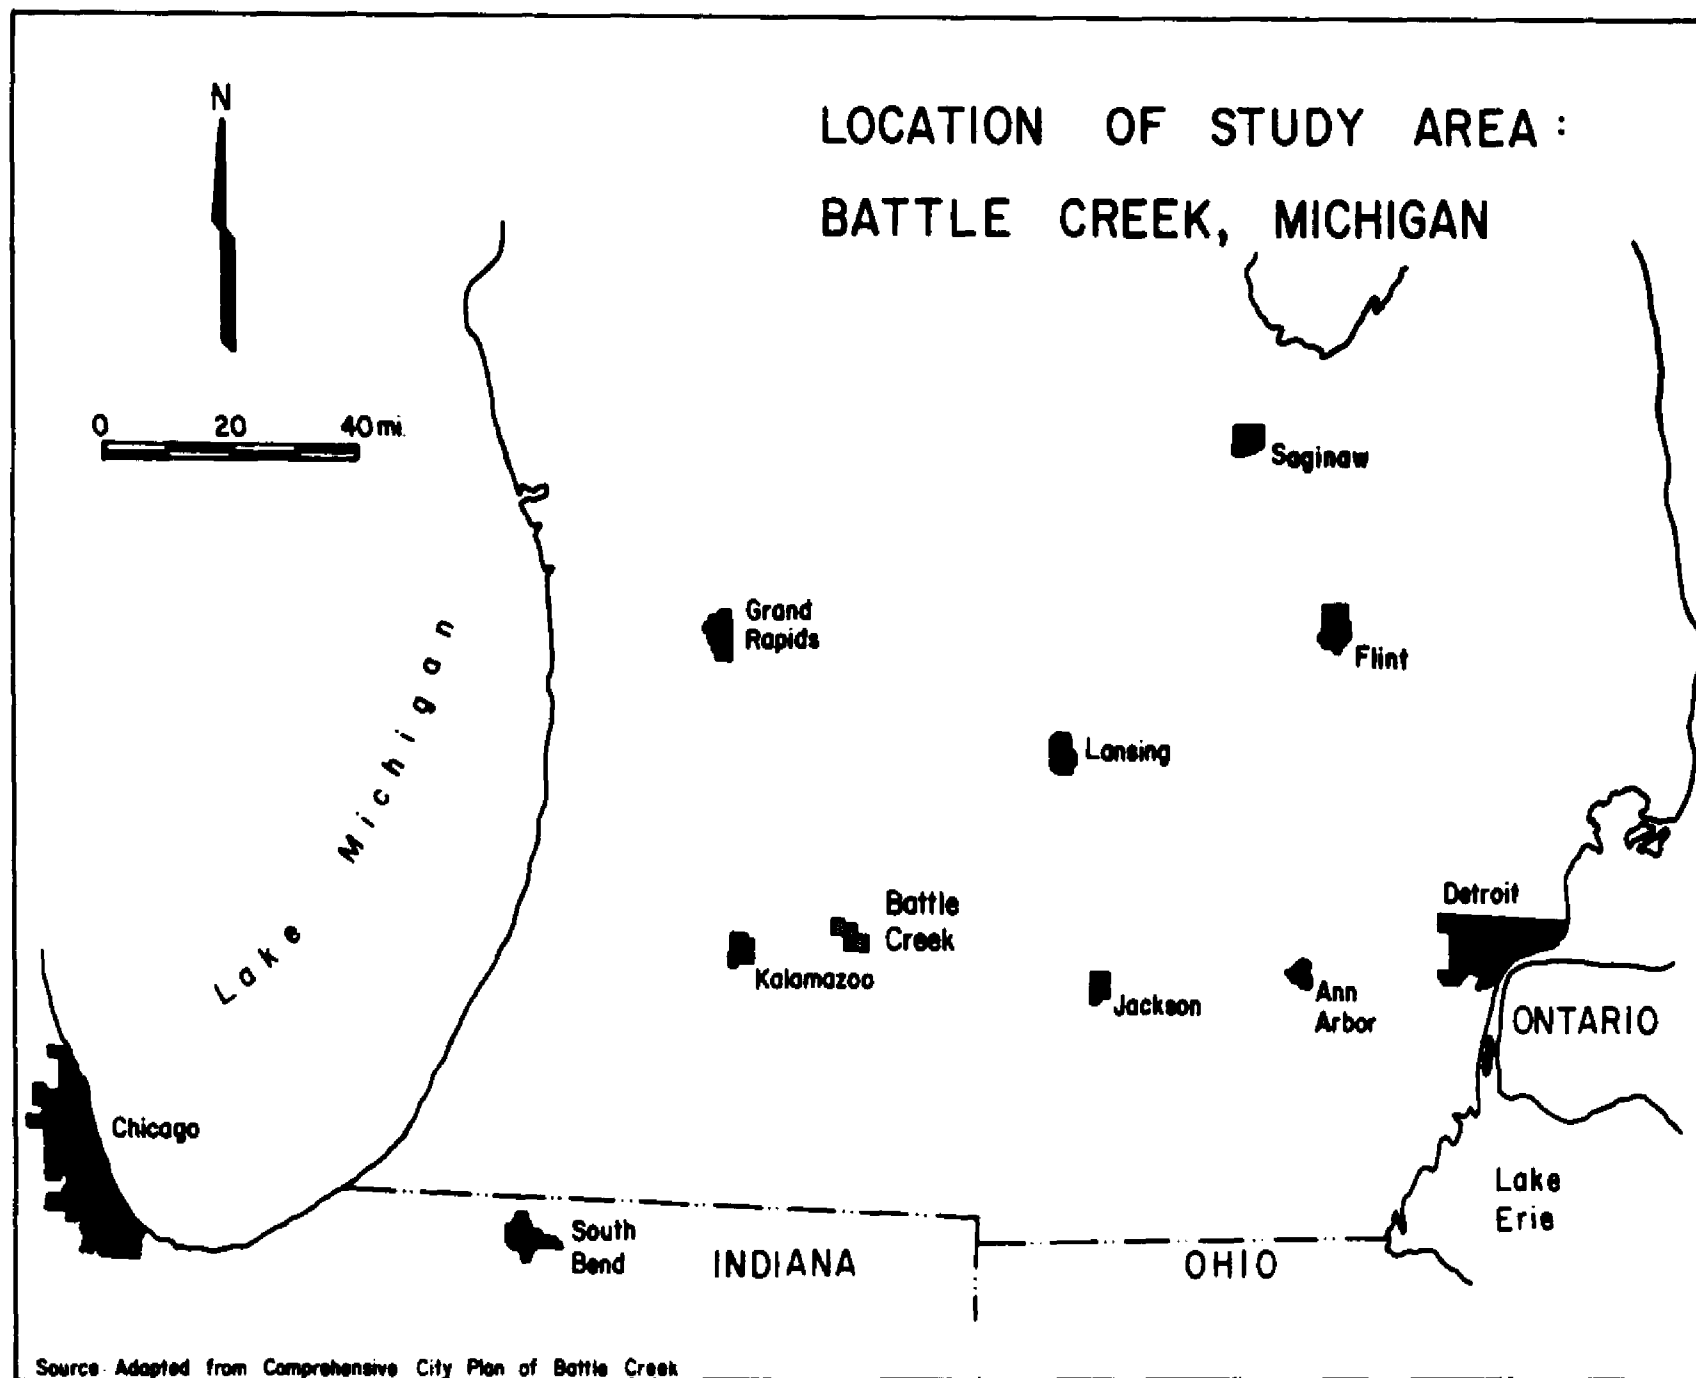 N
LOCATION OF STUDY AREA:
BATTLE CREEK, MICHIGAN
0 20 40 mi.
Saginaw
Grand
Rapids
Flint
Lansing
Lake Michigan
Detroit
Battle
Creek
Kalamazoo
Jackson
Ann
Arbor
ONTARIO
Chicago
Lake
Erie
South
Bend
INDIANA
OHIO
Source: Adapted from Comprehensive City Plan of Battle Creek